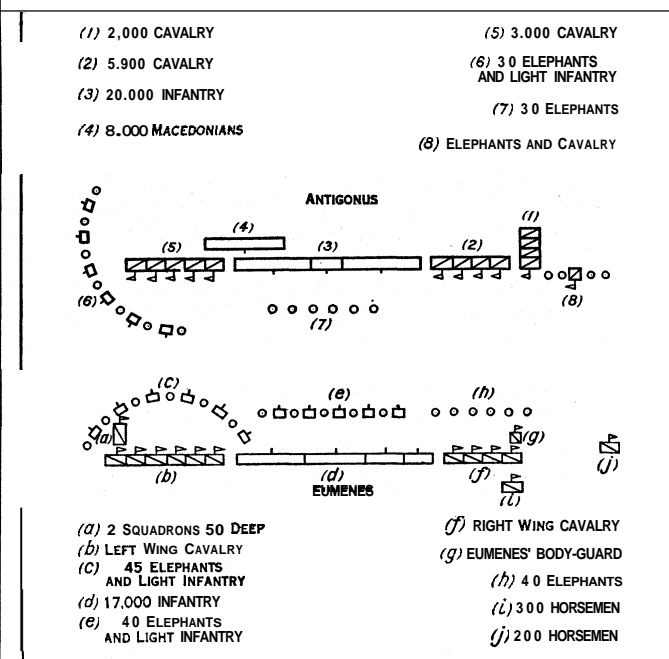 (1) 2,000 CAVALRY
(2) 5.900 CAVALRY
(3) 20.000 INFANTRY
(4) 8.000 MACEDONIANS
(5) 3.000 CAVALRY
(6) 30 ELEPHANTS
AND LIGHT INFANTRY
(7) 30 ELEPHANTS
(8) ELEPHANTS AND CAVALRY
ANTIGONUS
(1)
(4)
(5)
(3)
(2)
(6)
(8)
(7)
(c)
(e)
(h)
(a)
(g)
(j)
(b)
(d)
(f)
EUMENES
(i)
(a) 2 SQUADRONS 50 DEEP
(b) LEFT WING CAVALRY
(c) 45 ELEPHANTS
AND LIGHT INFANTRY
(d) 17,000 INFANTRY
(e) 40 ELEPHANTS
AND LIGHT INFANTRY
(f) RIGHT WING CAVALRY
(g) EUMENES' BODY-GUARD
(h) 40 ELEPHANTS
(i) 300 HORSEMEN
(j) 200 HORSEMEN